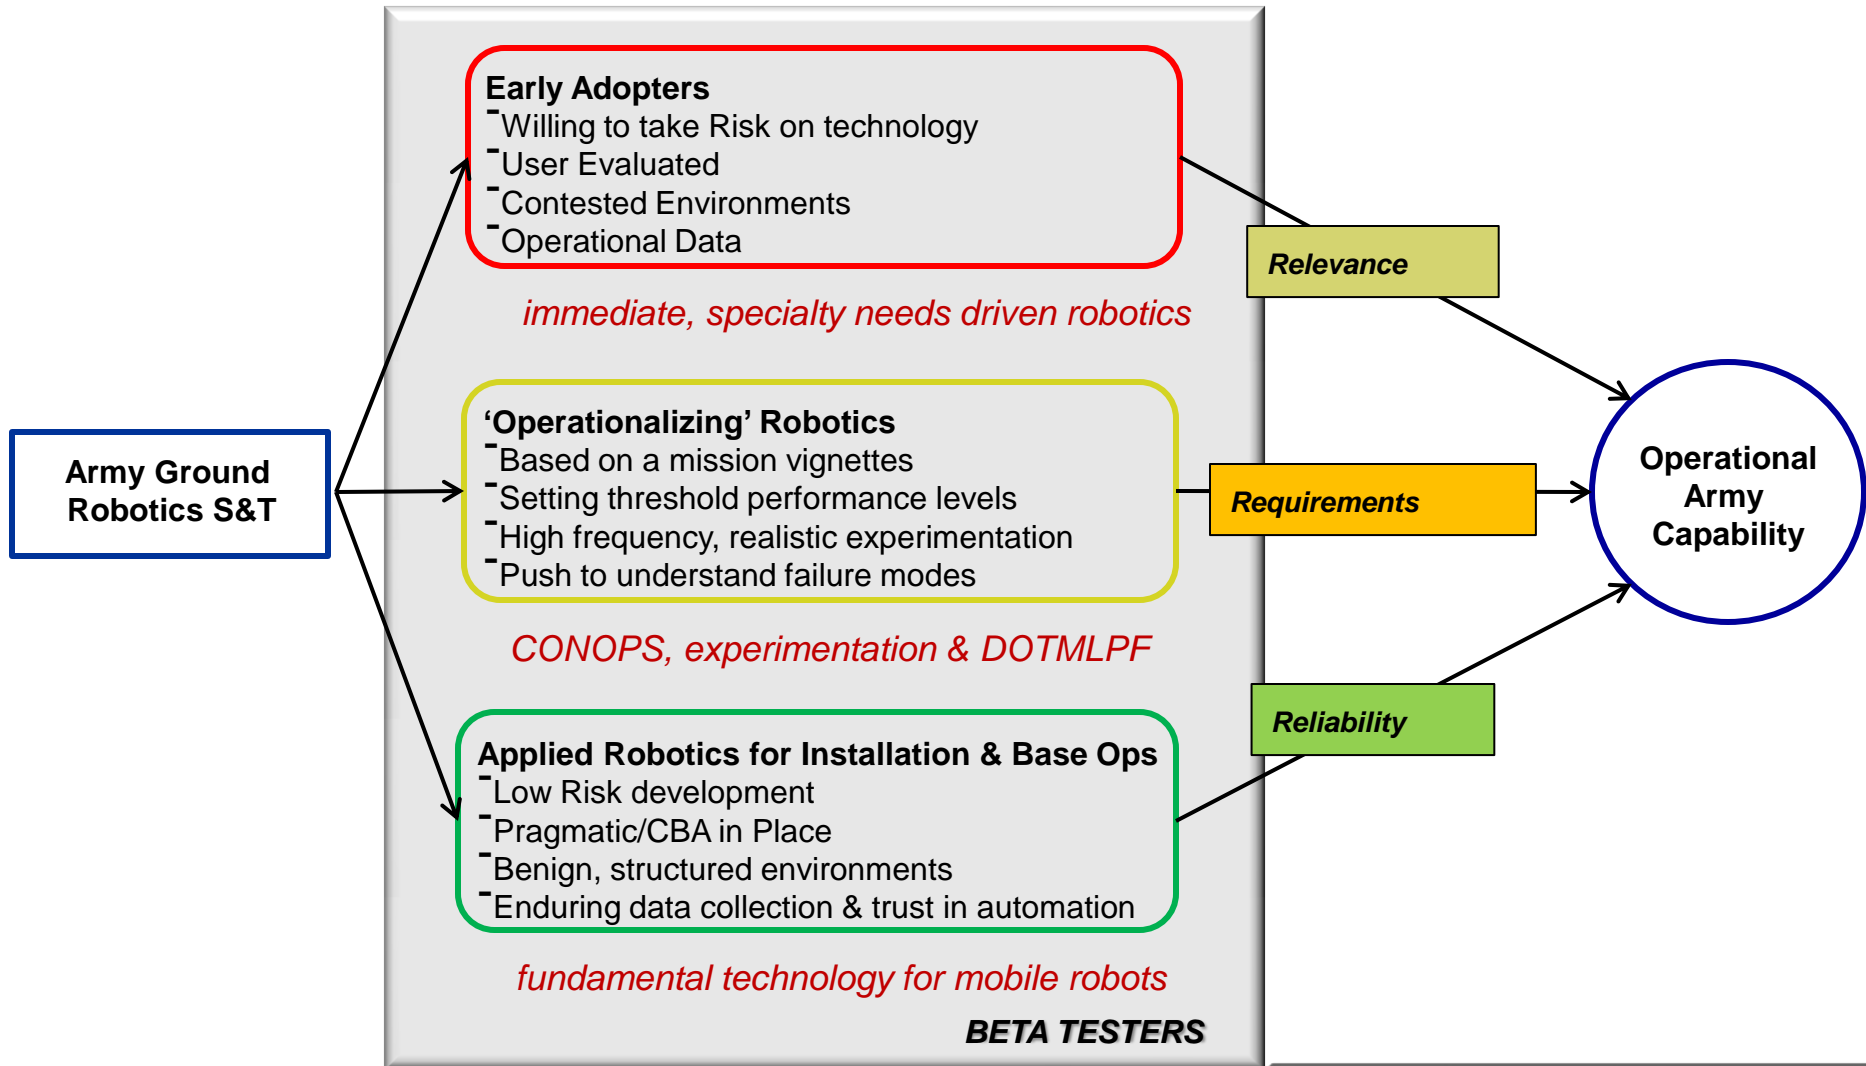 Army Ground
Robotics S&T
Early Adopters
-Willing to take Risk on technology
-User Evaluated
-Contested Environments
-Operational Data
immediate, specialty needs driven robotics
‘Operationalizing’ Robotics
-Based on a mission vignettes
-Setting threshold performance levels
-High frequency, realistic experimentation
-Push to understand failure modes
CONOPS, experimentation & DOTMLPF
Applied Robotics for Installation & Base Ops
-Low Risk development
-Pragmatic/CBA in Place
-Benign, structured environments
-Enduring data collection & trust in automation
fundamental technology for mobile robots
BETA TESTERS
Relevance
Requirements
Reliability
Operational
Army
Capability